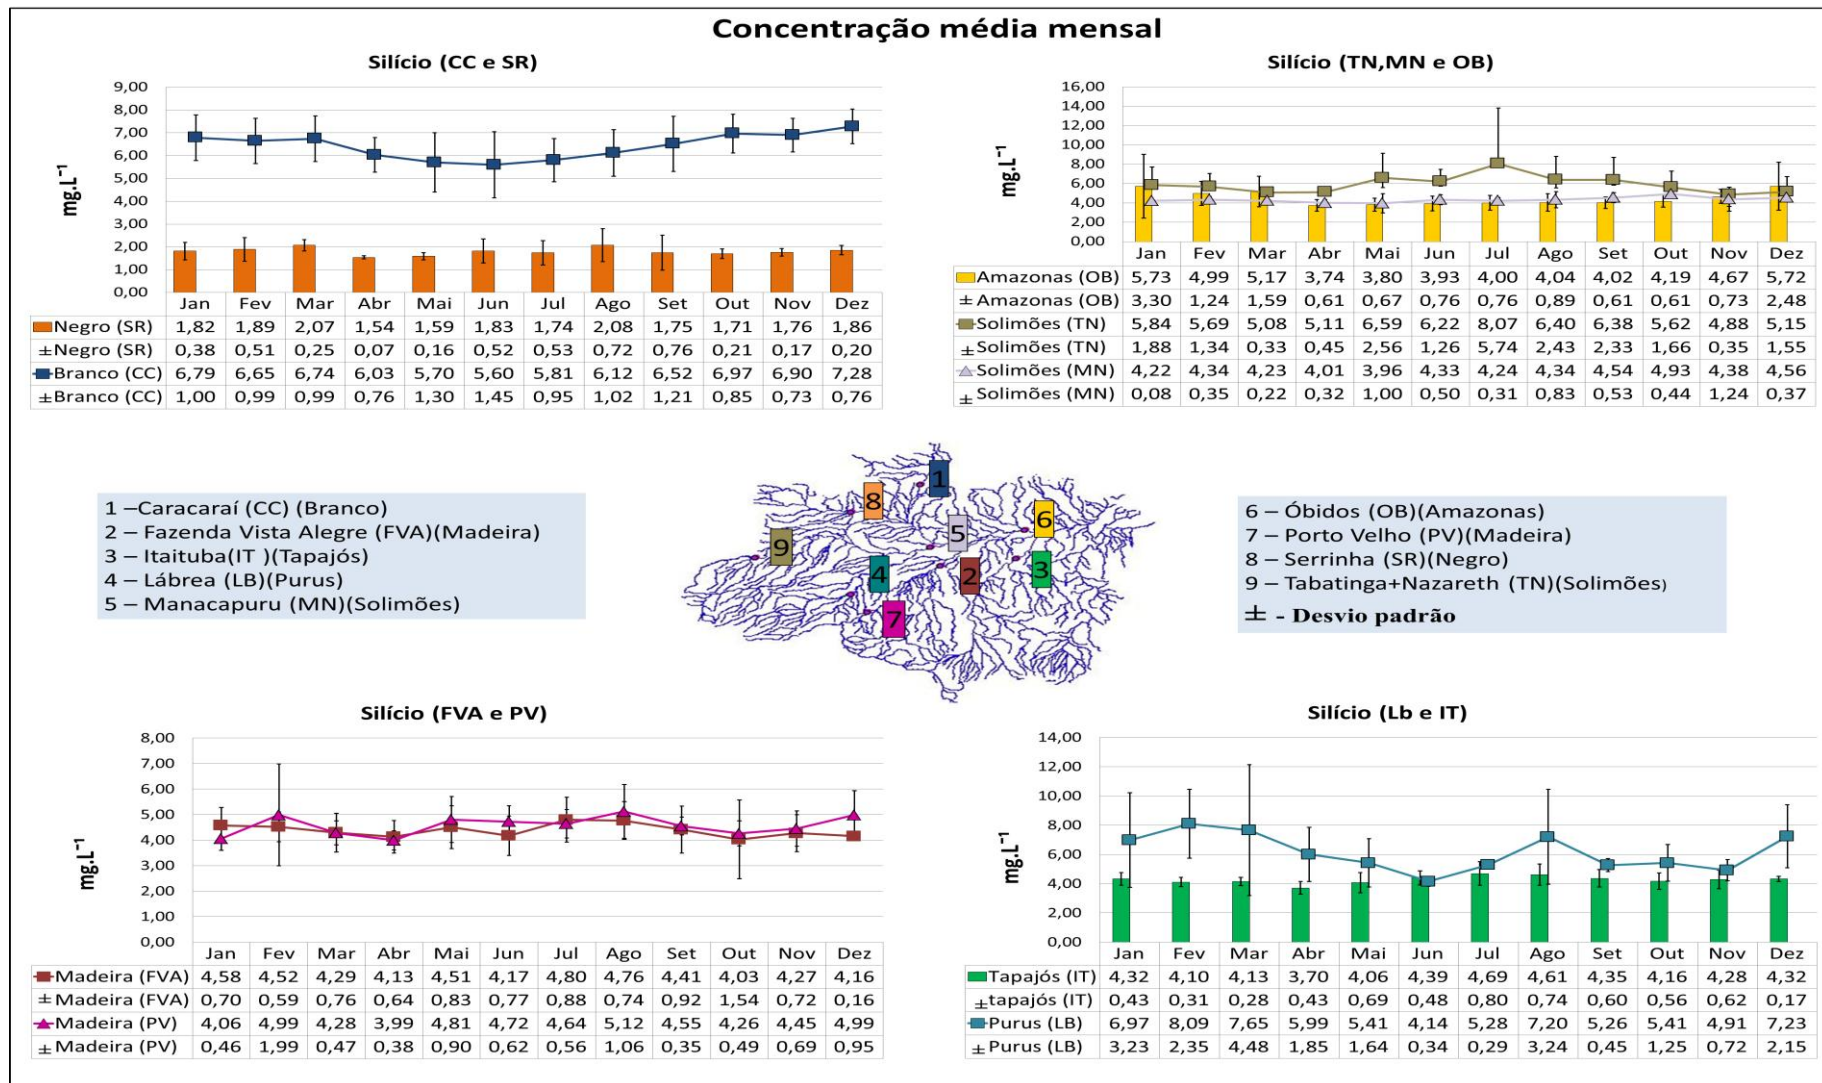 Concentração média mensal
Silício (CC e SR)
mg.L⁻¹
9,00
8,00
7,00
6,00
5,00
4,00
3,00
2,00
1,00
0,00
Jan Fev Mar Abr Mai Jun Jul Ago Set Out Nov Dez
Negro (SR) 1,82 1,89 2,07 1,54 1,59 1,83 1,74 2,08 1,75 1,71 1,76 1,86
±Negro (SR) 0,38 0,51 0,25 0,07 0,16 0,52 0,53 0,72 0,76 0,21 0,17 0,20
Branco (CC) 6,79 6,65 6,74 6,03 5,70 5,60 5,81 6,12 6,52 6,97 6,90 7,28
±Branco (CC) 1,00 0,99 0,99 0,76 1,30 1,45 0,95 1,02 1,21 0,85 0,73 0,76
Silício (TN,MN e OB)
mg.L⁻¹
16,00
14,00
12,00
10,00
8,00
6,00
4,00
2,00
0,00
Jan Fev Mar Abr Mai Jun Jul Ago Set Out Nov Dez
Amazonas (OB) 5,73 4,99 5,17 3,74 3,80 3,93 4,00 4,04 4,02 4,19 4,67 5,72
± Amazonas (OB) 3,30 1,24 1,59 0,61 0,67 0,76 0,76 0,89 0,61 0,61 0,73 2,48
Solimões (TN) 5,84 5,69 5,08 5,11 6,59 6,22 8,07 6,40 6,38 5,62 4,88 5,15
± Solimões (TN) 1,88 1,34 0,33 0,45 2,56 1,26 5,74 2,43 2,33 1,66 0,35 1,55
Solimões (MN) 4,22 4,34 4,23 4,01 3,96 4,33 4,24 4,34 4,54 4,93 4,38 4,56
± Solimões (MN) 0,08 0,35 0,22 0,32 1,00 0,50 0,31 0,83 0,53 0,44 1,24 0,37
1 –Caracaraí (CC) (Branco)
2 – Fazenda Vista Alegre (FVA)(Madeira)
3 – Itaituba(IT )(Tapajós)
4 – Lábrea (LB)(Purus)
5 – Manacapuru (MN)(Solimões)
1
8
6
5
9
4
2
3
7
6 – Óbidos (OB)(Amazonas)
7 – Porto Velho (PV)(Madeira)
8 – Serrinha (SR)(Negro)
9 – Tabatinga+Nazareth (TN)(Solimões)
± - Desvio padrão
Silício (FVA e PV)
mg.L⁻¹
8,00
7,00
6,00
5,00
4,00
3,00
2,00
1,00
0,00
Jan Fev Mar Abr Mai Jun Jul Ago Set Out Nov Dez
Madeira (FVA) 4,58 4,52 4,29 4,13 4,51 4,17 4,80 4,76 4,41 4,03 4,27 4,16
± Madeira (FVA) 0,70 0,59 0,76 0,64 0,83 0,77 0,88 0,74 0,92 1,54 0,72 0,16
Madeira (PV) 4,06 4,99 4,28 3,99 4,81 4,72 4,64 5,12 4,55 4,26 4,45 4,99
± Madeira (PV) 0,46 1,99 0,47 0,38 0,90 0,62 0,56 1,06 0,35 0,49 0,69 0,95
Silício (Lb e IT)
mg.L⁻¹
14,00
12,00
10,00
8,00
6,00
4,00
2,00
0,00
Jan Fev Mar Abr Mai Jun Jul Ago Set Out Nov Dez
Tapajós (IT) 4,32 4,10 4,13 3,70 4,06 4,39 4,69 4,61 4,35 4,16 4,28 4,32
±tapajós (IT) 0,43 0,31 0,28 0,43 0,69 0,48 0,80 0,74 0,60 0,56 0,62 0,17
Purus (LB) 6,97 8,09 7,65 5,99 5,41 4,14 5,28 7,20 5,26 5,41 4,91 7,23
± Purus (LB) 3,23 2,35 4,48 1,85 1,64 0,34 0,29 3,24 0,45 1,25 0,72 2,15